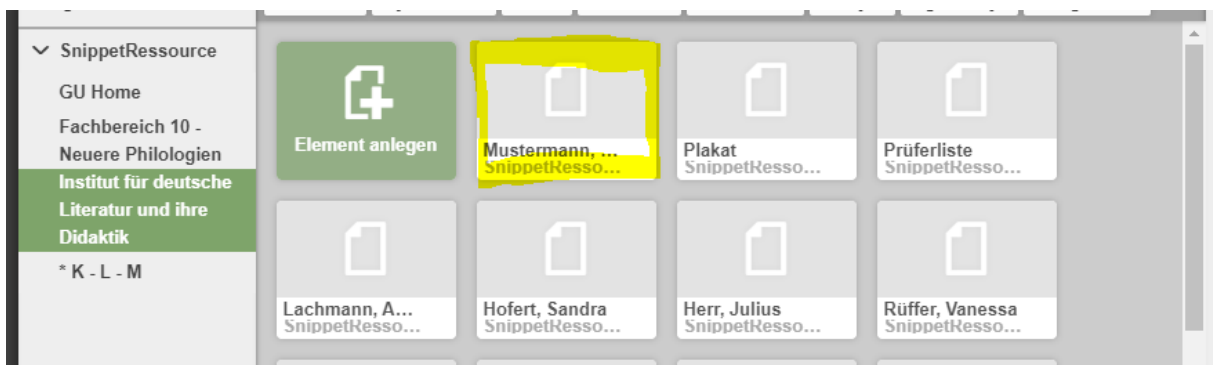 SnippetRessource
GU Home
Fachbereich 10 -
Neuere Philologien
Institut für deutsche
Literatur und ihre
Didaktik
* K - L - M
Element anlegen
Mustermann, ...
SnippetResso...
Plakat
SnippetResso...
Prüferliste
SnippetResso...
Lachmann, A...
SnippetResso...
Hofert, Sandra
SnippetResso...
Herr, Julius
SnippetResso...
Rüffer, Vanessa
SnippetResso...